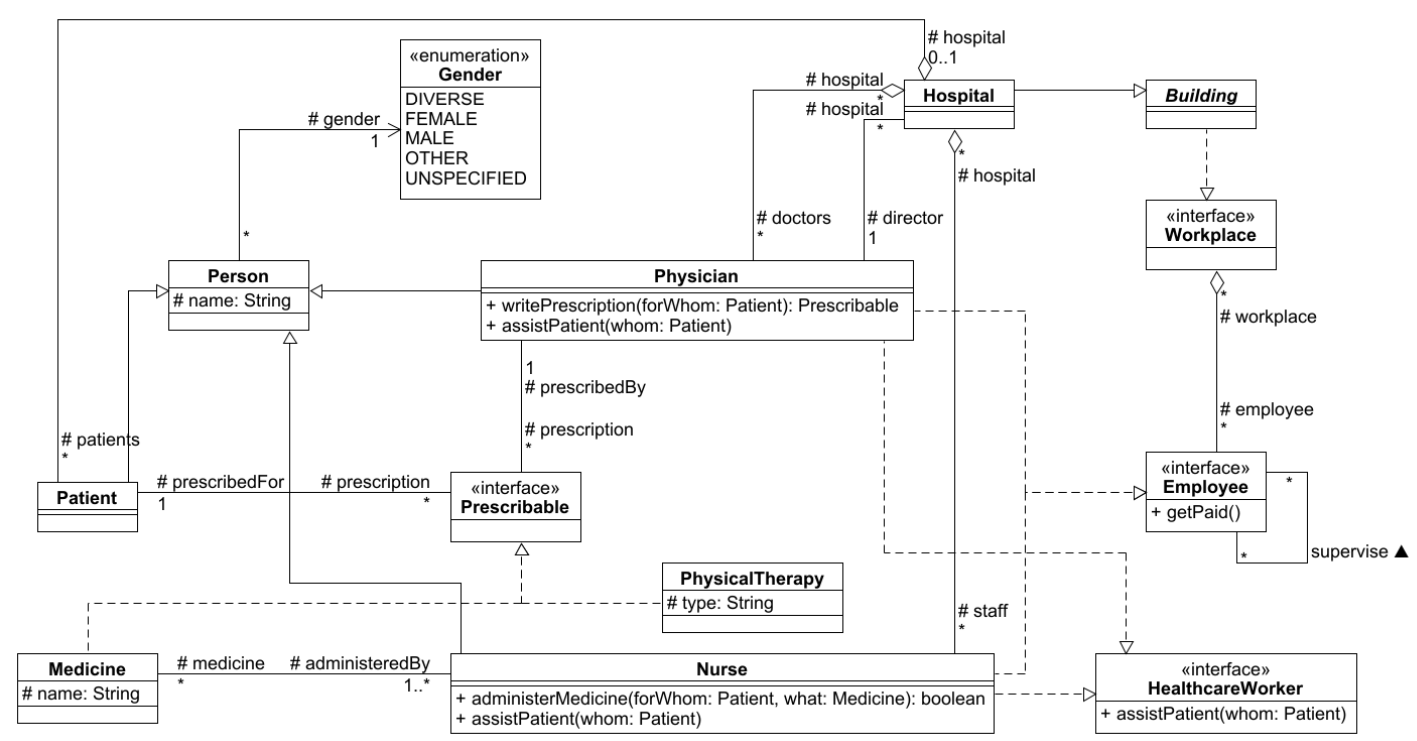 # hospital
0..1
«enumeration»
Gender
DIVERSE
FEMALE
MALE
OTHER
UNSPECIFIED
# gender
1
*
# hospital
*
# hospital
*
Hospital
*
# hospital
Building
# doctors
*
# director
1
«interface»
Workplace
*
# workplace
Person
# name: String
Physician
+ writePrescription(forWhom: Patient): Prescribable
+ assistPatient(whom: Patient)
1
# prescribedBy
# prescription
*
# employee
*
# patients
*
Patient
# prescribedFor
1
# prescription
*
«interface»
Prescribable
«interface»
Employee
+ getPaid()
*
*
supervise ▲
PhysicalTherapy
# type: String
# staff
*
Medicine
# name: String
# medicine
*
# administeredBy
1..*
Nurse
+ administerMedicine(forWhom: Patient, what: Medicine): boolean
+ assistPatient(whom: Patient)
«interface»
HealthcareWorker
+ assistPatient(whom: Patient)